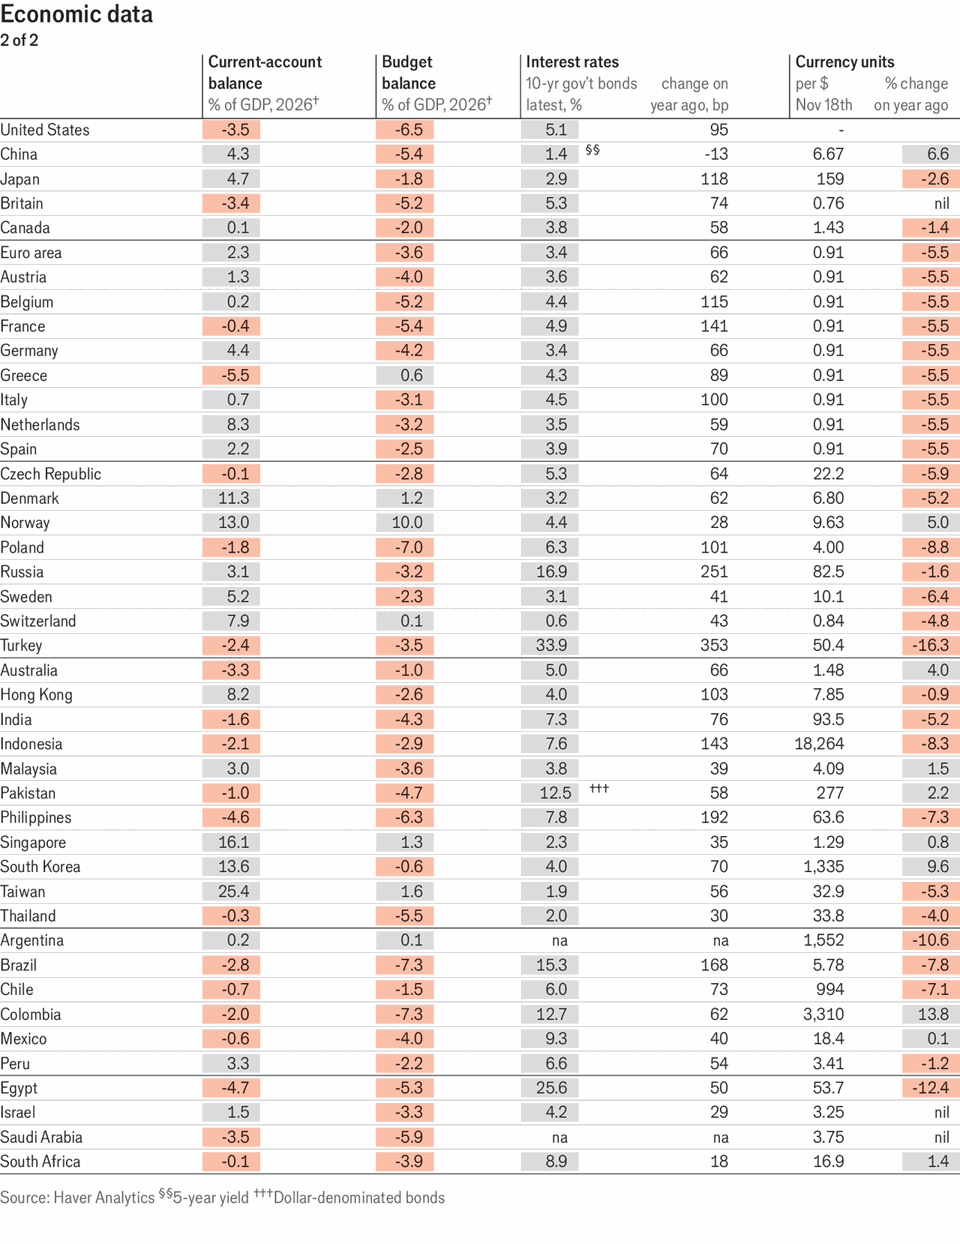 Economic data
2 of 2
Current-account Budget Interest rates Currency units
balance balance 10-yr gov't bonds change on per $ % change
% of GDP, 2026† % of GDP, 2026† latest, % year ago, bp Nov 18th on year ago
United States -3.5 -6.5 5.1 95 -
China 4.3 -5.4 1.4 §§ -13 6.67 6.6
Japan 4.7 -1.8 2.9 118 159 -2.6
Britain -3.4 -5.2 5.3 74 0.76 nil
Canada 0.1 -2.0 3.8 58 1.43 -1.4
Euro area 2.3 -3.6 3.4 66 0.91 -5.5
Austria 1.3 -4.0 3.6 62 0.91 -5.5
Belgium 0.2 -5.2 4.4 115 0.91 -5.5
France -0.4 -5.4 4.9 141 0.91 -5.5
Germany 4.4 -4.2 3.4 66 0.91 -5.5
Greece -5.5 0.6 4.3 89 0.91 -5.5
Italy 0.7 -3.1 4.5 100 0.91 -5.5
Netherlands 8.3 -3.2 3.5 59 0.91 -5.5
Spain 2.2 -2.5 3.9 70 0.91 -5.5
Czech Republic -0.1 -2.8 5.3 64 22.2 -5.9
Denmark 11.3 1.2 3.2 62 6.80 -5.2
Norway 13.0 10.0 4.4 28 9.63 5.0
Poland -1.8 -7.0 6.3 101 4.00 -8.8
Russia 3.1 -3.2 16.9 251 82.5 -1.6
Sweden 5.2 -2.3 3.1 41 10.1 -6.4
Switzerland 7.9 0.1 0.6 43 0.84 -4.8
Turkey -2.4 -3.5 33.9 353 50.4 -16.3
Australia -3.3 -1.0 5.0 66 1.48 4.0
Hong Kong 8.2 -2.6 4.0 103 7.85 -0.9
India -1.6 -4.3 7.3 76 93.5 -5.2
Indonesia -2.1 -2.9 7.6 143 18,264 -8.3
Malaysia 3.0 -3.6 3.8 39 4.09 1.5
Pakistan -1.0 -4.7 12.5 ††† 58 277 2.2
Philippines -4.6 -6.3 7.8 192 63.6 -7.3
Singapore 16.1 1.3 2.3 35 1.29 0.8
South Korea 13.6 -0.6 4.0 70 1,335 9.6
Taiwan 25.4 1.6 1.9 56 32.9 -5.3
Thailand -0.3 -5.5 2.0 30 33.8 -4.0
Argentina 0.2 0.1 na na 1,552 -10.6
Brazil -2.8 -7.3 15.3 168 5.78 -7.8
Chile -0.7 -1.5 6.0 73 994 -7.1
Colombia -2.0 -7.3 12.7 62 3,310 13.8
Mexico -0.6 -4.0 9.3 40 18.4 0.1
Peru 3.3 -2.2 6.6 54 3.41 -1.2
Egypt -4.7 -5.3 25.6 50 53.7 -12.4
Israel 1.5 -3.3 4.2 29 3.25 nil
Saudi Arabia -3.5 -5.9 na na 3.75 nil
South Africa -0.1 -3.9 8.9 18 16.9 1.4
Source: Haver Analytics §§5-year yield †††Dollar-denominated bonds